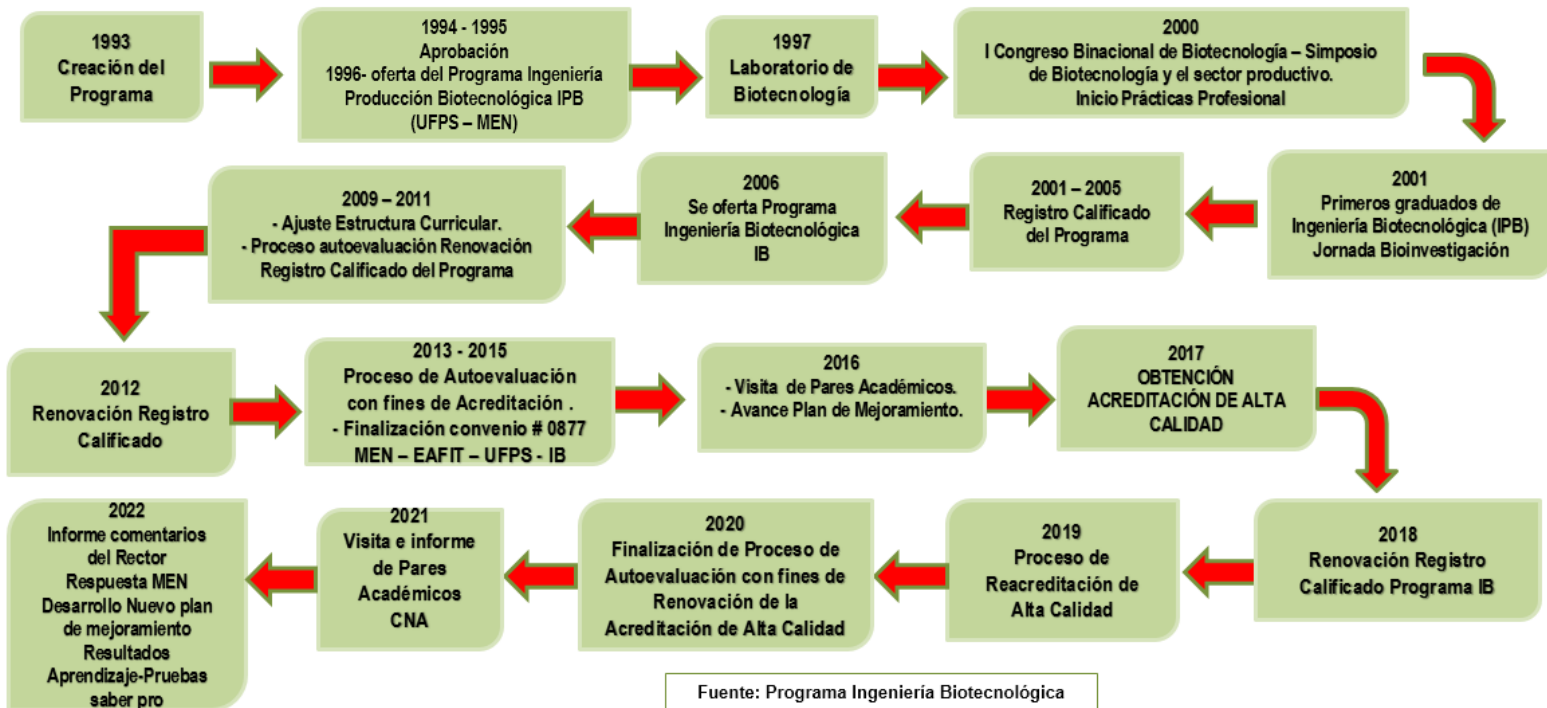 1993
Creación del
Programa
1994 - 1995
Aprobación
1996- oferta del Programa Ingeniería
Producción Biotecnológica IPB
(UFPS – MEN)
1997
Laboratorio de
Biotecnología
2000
I Congreso Binacional de Biotecnología – Simposio
de Biotecnología y el sector productivo.
Inicio Prácticas Profesional
2001
Primeros graduados de
Ingeniería Biotecnológica (IPB)
Jornada Bioinvestigación
2001 – 2005
Registro Calificado
del Programa
2006
Se oferta Programa
Ingeniería Biotecnológica
IB
2009 – 2011
- Ajuste Estructura Curricular.
- Proceso autoevaluación Renovación
Registro Calificado del Programa
2012
Renovación Registro
Calificado
2013 - 2015
Proceso de Autoevaluación
con fines de Acreditación .
- Finalización convenio # 0877
MEN – EAFIT – UFPS - IB
2016
- Visita de Pares Académicos.
- Avance Plan de Mejoramiento.
2017
OBTENCIÓN
ACREDITACIÓN DE ALTA
CALIDAD
2018
Renovación Registro
Calificado Programa IB
2019
Proceso de
Reacreditación de
Alta Calidad
2020
Finalización de Proceso de
Autoevaluación con fines de
Renovación de la
Acreditación de Alta Calidad
2021
Visita e informe
de Pares
Académicos
CNA
2022
Informe comentarios
del Rector
Respuesta MEN
Desarrollo Nuevo plan
de mejoramiento
Resultados
Aprendizaje-Pruebas
saber pro
Fuente: Programa Ingeniería Biotecnológica